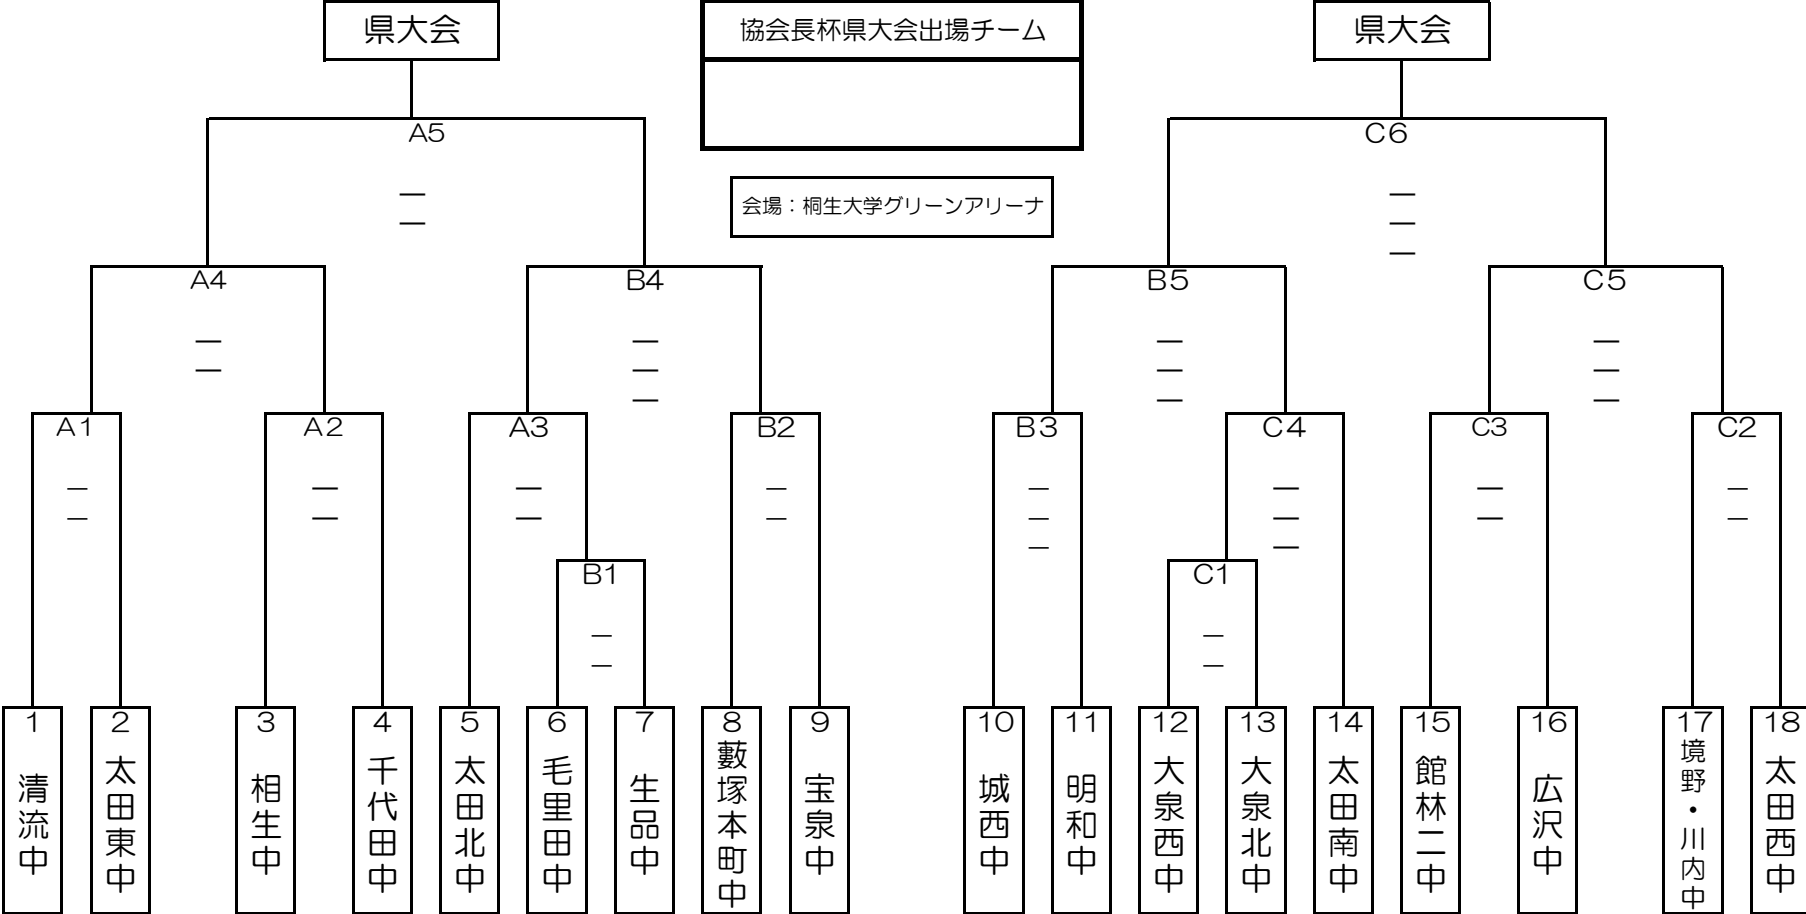 県大会
協会長杯県大会出場チーム
県大会
A5
C6
会場：桐生大学グリーンアリーナ
A4
B4
B5
C5
A1
A2
A3
B2
B3
C4
C3
C2
B1
C1
1
清流中
2
太田東中
3
相生中
4
千代田中
5
太田北中
6
毛里田中
7
生品中
8
藪塚本町中
9
宝泉中
10
城西中
11
明和中
12
大泉西中
13
大泉北中
14
太田南中
15
館林二中
16
広沢中
17
境野・川内中
18
太田西中